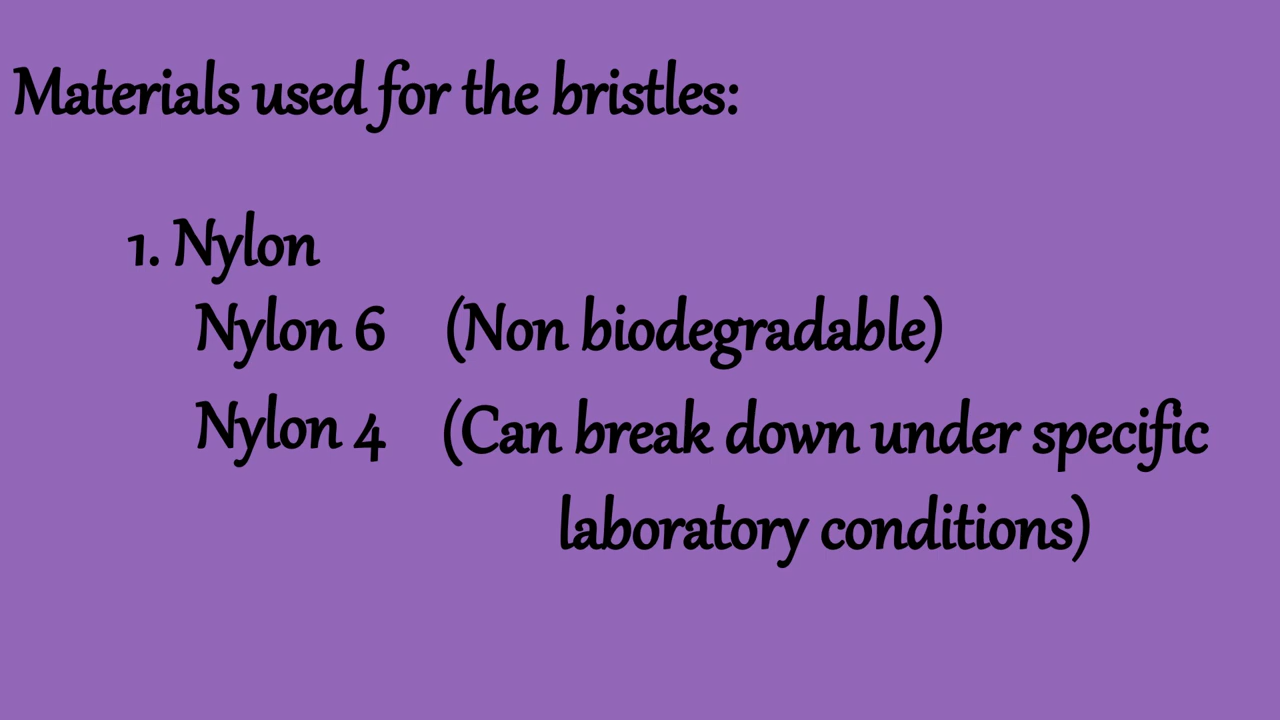 Materials used for the bristles:
1. Nylon
Nylon 6 (Non biodegradable)
Nylon 4 (Can break down under specific
laboratory conditions)